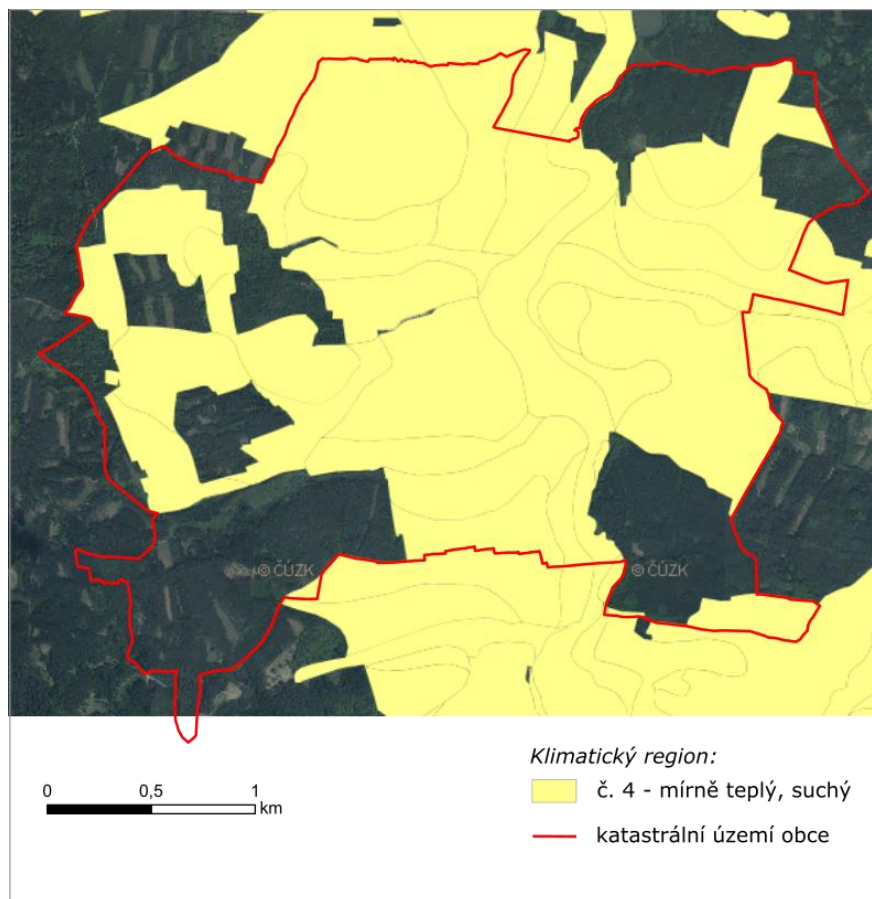 © ČÚZK
© ČÚZK
Klimatický region:
č. 4 - mírně teplý, suchý
katastrální území obce
0 0,5 1
km